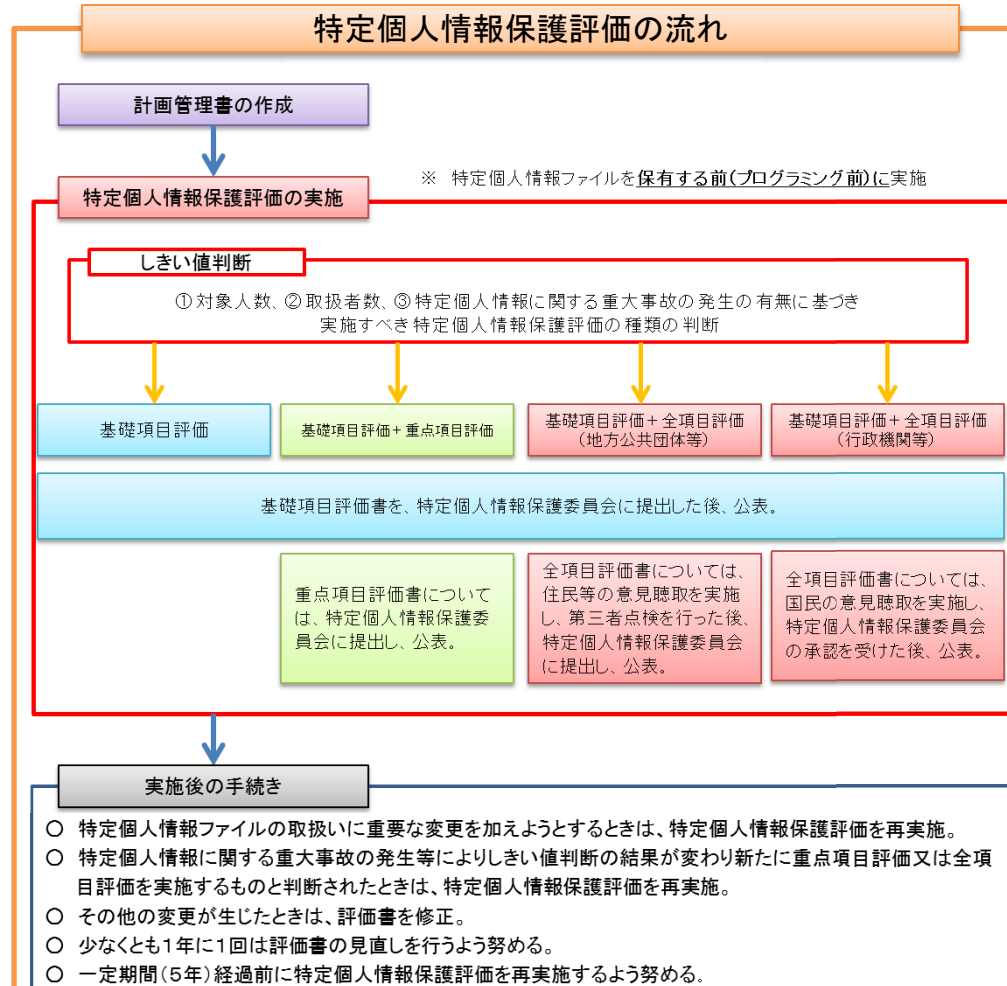 特定個人情報保護評価の流れ
計画管理書の作成
※ 特定個人情報ファイルを保有する前(プログラミング前)に実施
特定個人情報保護評価の実施
しきい値判断
①対象人数、②取扱者数、③特定個人情報に関する重大事故の発生の有無に基づき
実施すべき特定個人情報保護評価の種類の判断
基礎項目評価
基礎項目評価+重点項目評価
基礎項目評価+全項目評価
(地方公共団体等)
基礎項目評価+全項目評価
(行政機関等)
基礎項目評価書を、特定個人情報保護委員会に提出した後、公表。
重点項目評価書について
は、特定個人情報保護委
員会に提出し、公表。
全項目評価書については、
住民等の意見聴取を実施
し、第三者点検を行った後、
特定個人情報保護委員会
に提出し、公表。
全項目評価書については、
国民の意見聴取を実施し、
特定個人情報保護委員会
の承認を受けた後、公表。
実施後の手続き
○ 特定個人情報ファイルの取扱いに重要な変更を加えようとするときは、特定個人情報保護評価を再実施。
○ 特定個人情報に関する重大事故の発生等によりしきい値判断の結果が変わり新たに重点項目評価又は全項
目評価を実施するものと判断されたときは、特定個人情報保護評価を再実施。
○ その他の変更が生じたときは、評価書を修正。
○ 少なくとも1年に1回は評価書の見直しを行うよう努める。
○ 一定期間(5年)経過前に特定個人情報保護評価を再実施するよう努める。